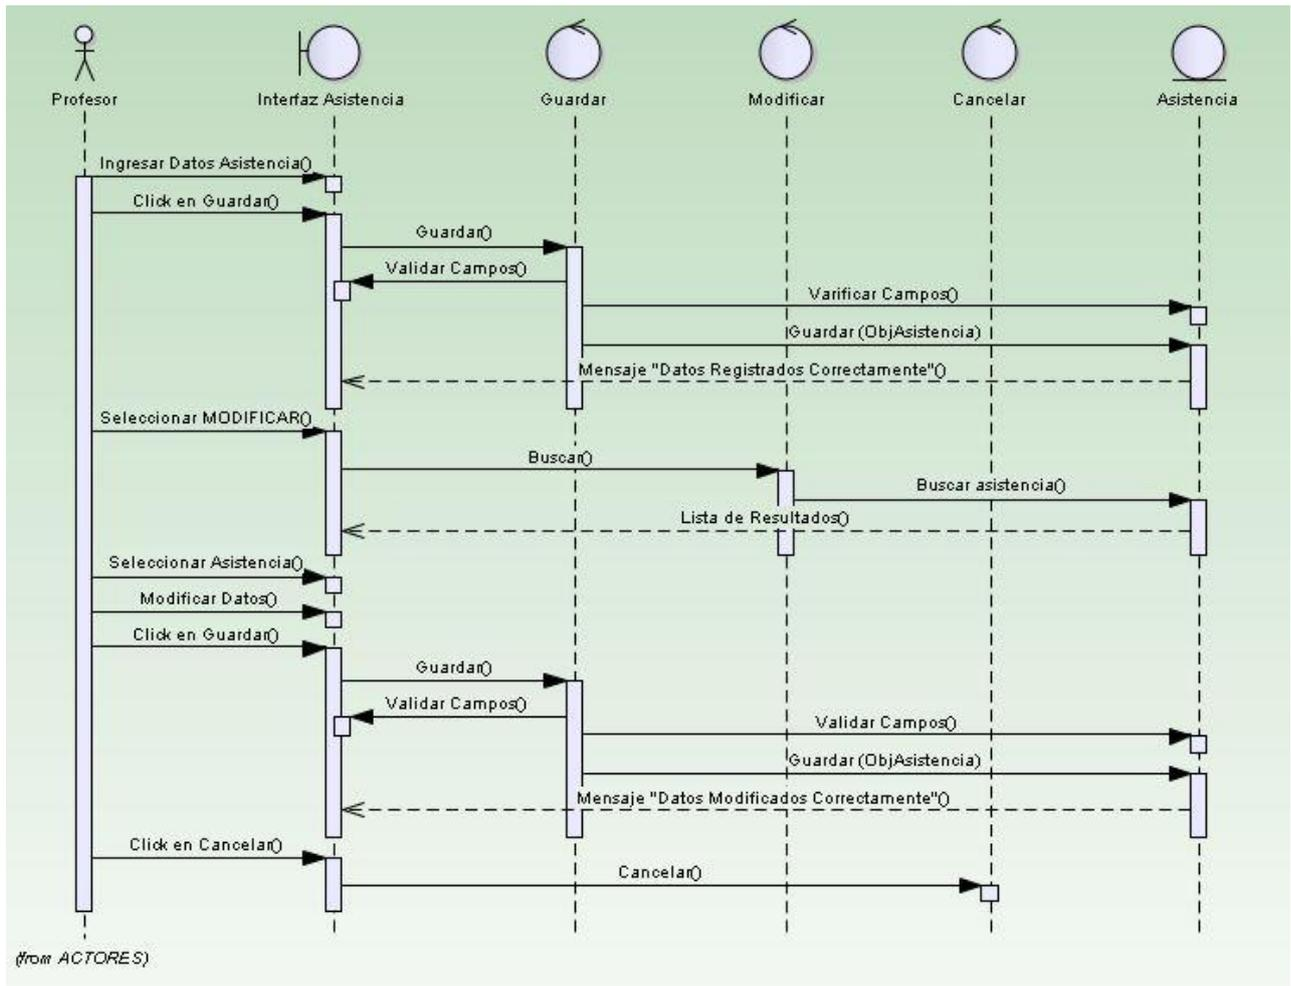 Profesor
Interfaz Asistencia
Guardar
Modificar
Cancelar
Asistencia
Ingresar Datos Asistencia()
Click en Guardar()
Guardar()
Validar Campos()
Varificar Campos()
Guardar (ObjAsistencia)
Mensaje "Datos Registrados Correctamente"()
Seleccionar MODIFICAR()
Buscar()
Buscar asistencia()
Lista de Resultados()
Seleccionar Asistencia()
Modificar Datos()
Click en Guardar()
Guardar()
Validar Campos()
Validar Campos()
Guardar (ObjAsistencia)
Mensaje "Datos Modificados Correctamente"()
Click en Cancelar()
Cancelar()
(from ACTORES)